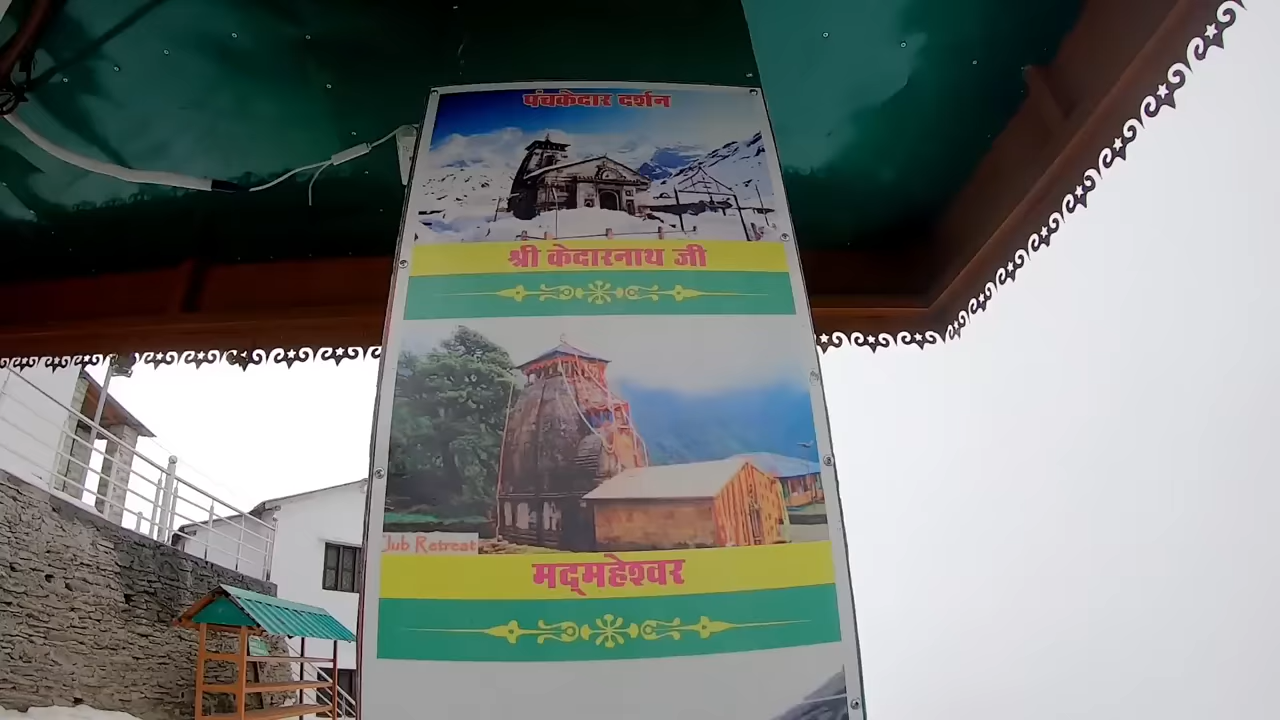 पंचकेदार दर्शन
श्री केदारनाथ जी
Club Retreat
मद्महेश्वर